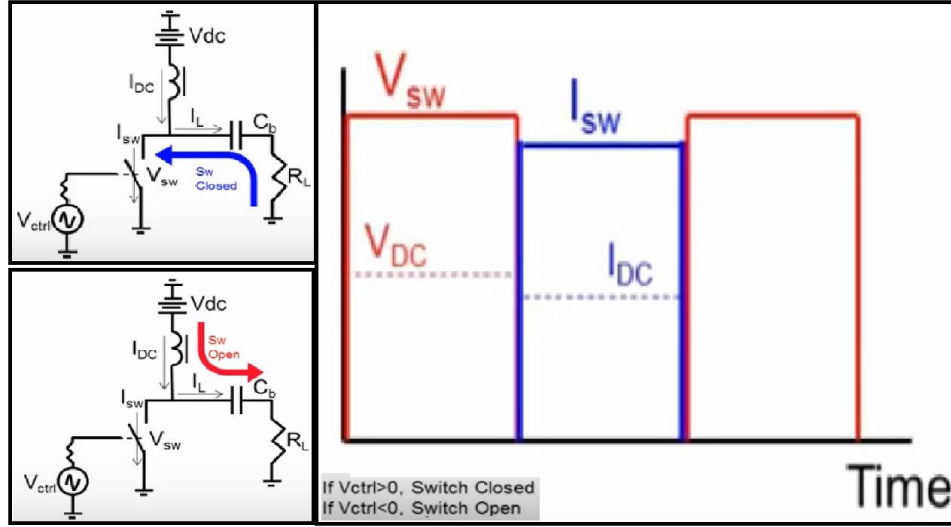 Vdc
IDC
IL
Cb
Isw
Vsw
Sw
Closed
RL
Vctrl
Vdc
Sw
Open
IDC
IL
Cb
Isw
Vsw
RL
Vctrl
Vsw
Isw
VDC
IDC
Time
If Vctrl>0, Switch Closed
If Vctrl<0, Switch Open